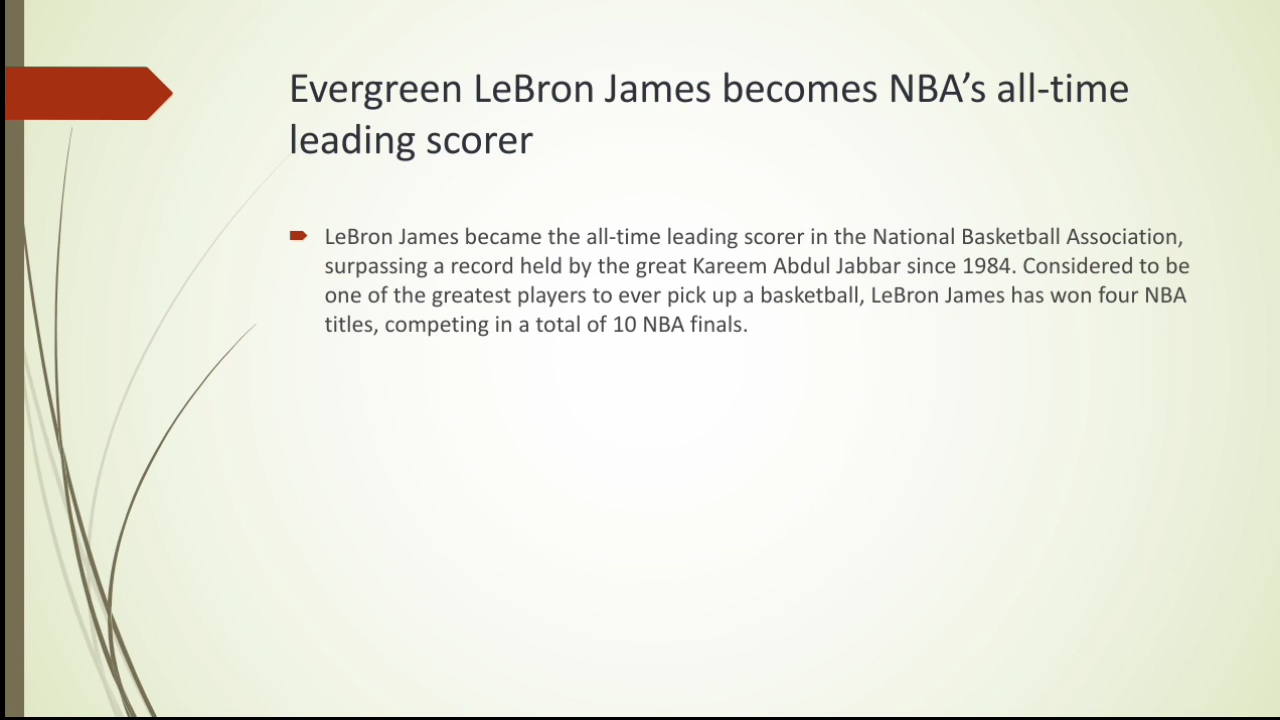 Evergreen LeBron James becomes NBA’s all-time
leading scorer
LeBron James became the all-time leading scorer in the National Basketball Association,
surpassing a record held by the great Kareem Abdul Jabbar since 1984. Considered to be
one of the greatest players to ever pick up a basketball, LeBron James has won four NBA
titles, competing in a total of 10 NBA finals.